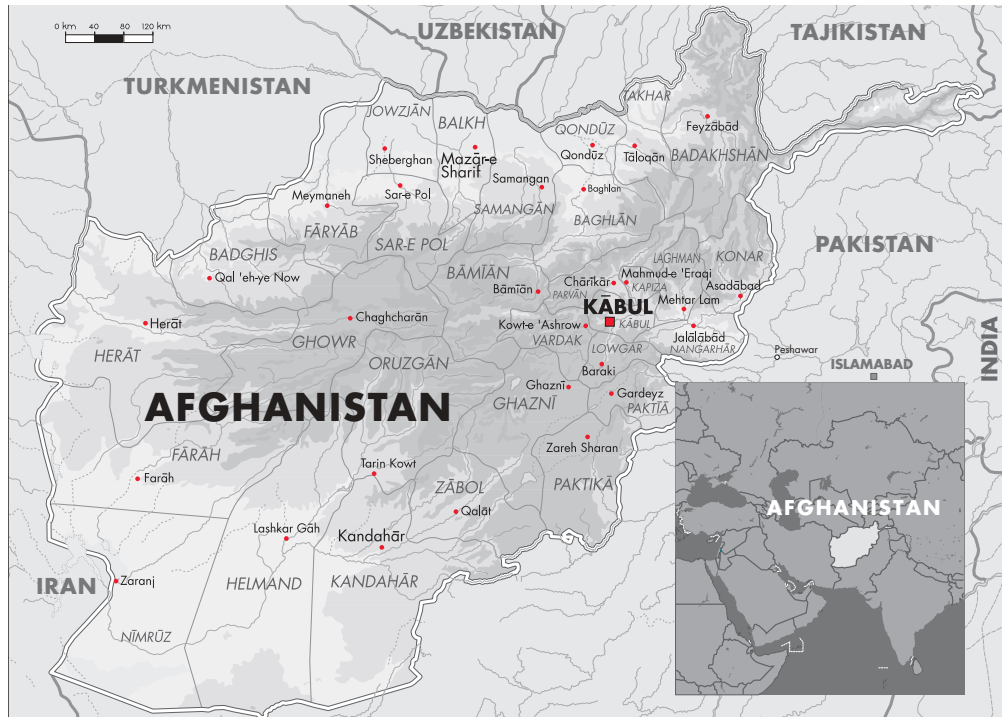 0 km 40 80 120 km
UZBEKISTAN
TAJIKISTAN
TURKMENISTAN
TAKHAR
JOWZJĀN
BALKH
QONDŪZ
Feyzābād
Sheberghan
Mazār-e
Sharif
Qondūz
Tāloqān
BADAKHSHĀN
Samangan
Baghlan
Sar-e Pol
Meymaneh
SAMANGĀN
BAGHLĀN
FĀRYĀB
SAR-E POL
PAKISTAN
BADGHIS
LAGHMAN
KONAR
Qal 'eh-ye Now
BĀMĪĀN
Chārīkār
Mahmud-e 'Eraqi
KAPIZA
Asadābād
Bāmīān
PARVĀN
KĀBUL
Mehtar Lam
Herāt
Chaghcharān
Kowt-e 'Ashrow
KĀBUL
VARDAK
Jalālābād
INDIA
GHOWR
LOWGAR
NANGARHĀR
Peshawar
HERĀT
ORUZGĀN
Baraki
ISLAMABAD
Ghaznī
GHAZNĪ
Gardeyz
PAKTĪĀ
AFGHANISTAN
Zareh Sharan
FĀRĀH
Farāh
Tarin Kowt
ZĀBOL
PAKTIKĀ
Qalāt
AFGHANISTAN
Lashkar Gāh
Kandahār
IRAN
Zaranj
HELMAND
KANDAHĀR
NĪMRŪZ